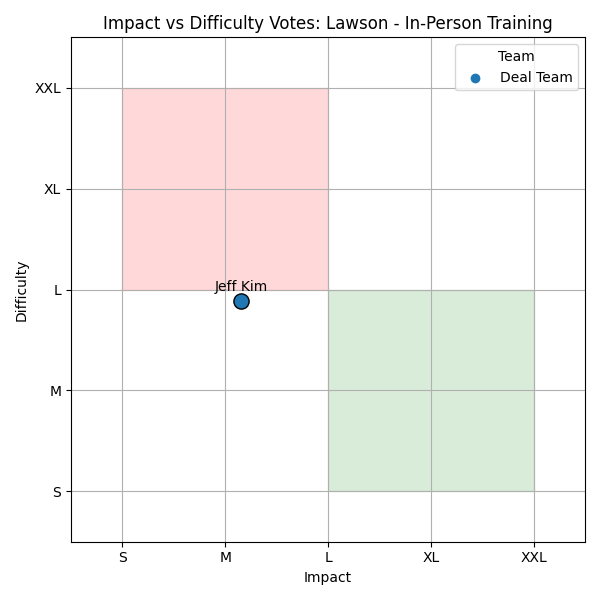 Impact vs Difficulty Votes: Lawson - In-Person Training
Team
Deal Team
XXL
XL
L
M
S
Difficulty
Jeff Kim
S
M
L
XL
XXL
Impact